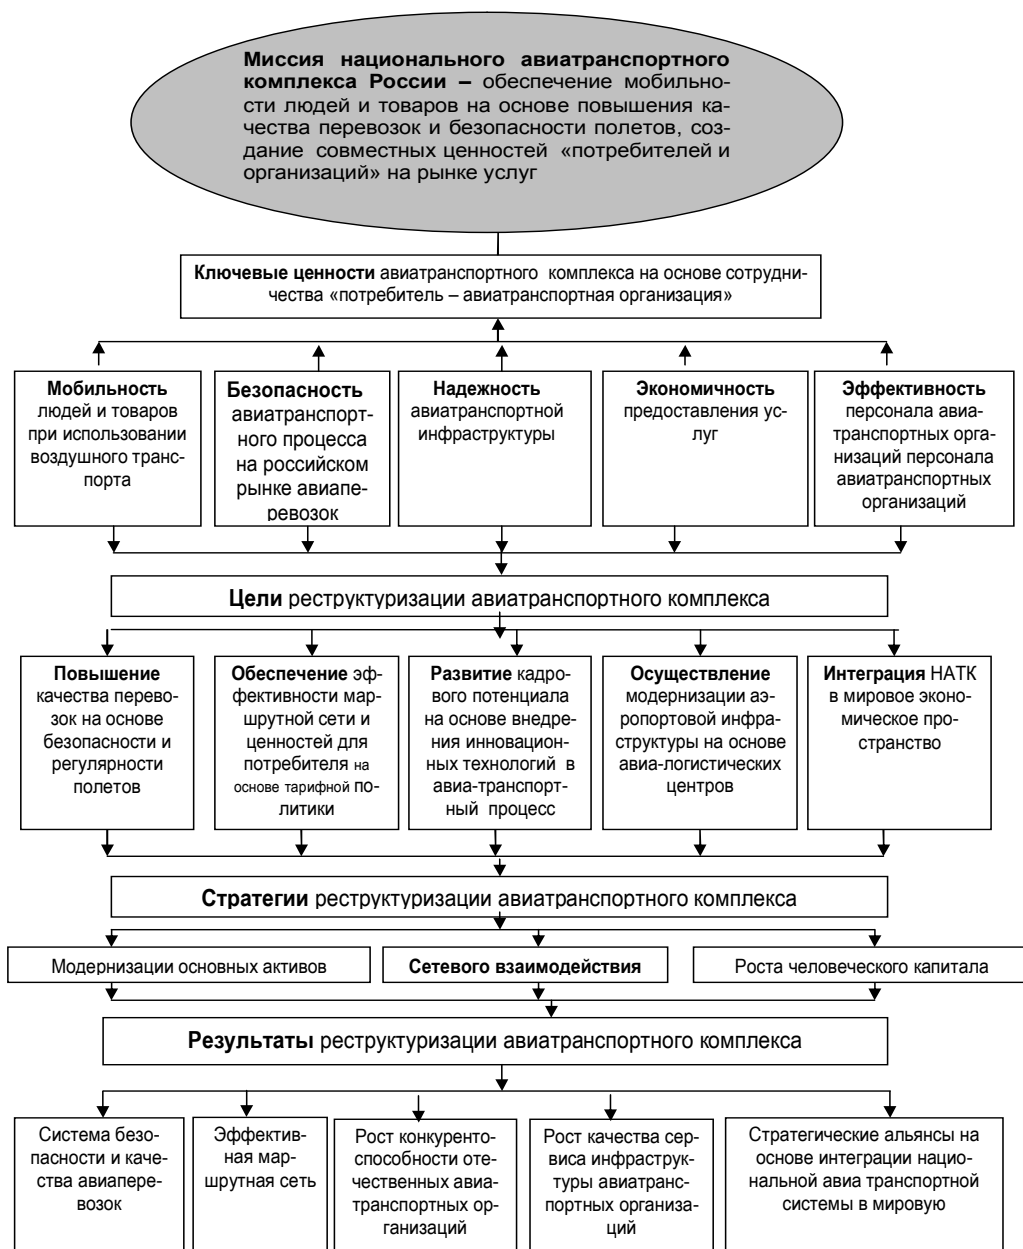 Миссия национального авиатранспортного
комплекса России – обеспечение мобильно-
сти людей и товаров на основе повышения ка-
чества перевозок и безопасности полетов, соз-
дание совместных ценностей «потребителей и
организаций» на рынке услуг
Ключевые ценности авиатранспортного комплекса на основе сотрудни-
чества «потребитель – авиатранспортная организация»
Мобильность
людей и товаров
при использовании
воздушного транс-
порта
Безопасность
авиатранспорт-
ного процесса
на российском
рынке авиапе-
ревозок
Надежность
авиатранспортной
инфраструктуры
Экономичность
предоставления ус-
луг
Эффективность
персонала авиа-
транспортных орга-
низаций персонала
авиатранспортных
организаций
Цели реструктуризации авиатранспортного комплекса
Повышение
качества перево-
зок на основе
безопасности и
регулярности
полетов
Обеспечение эф-
фективности мар-
шрутной сети и
ценностей для
потребителя на
основе тарифной по-
литики
Развитие кадро-
вого потенциала
на основе внедре-
ния инновацион-
ных технологий в
авиа-транспорт-
ный процесс
Осуществление
модернизации аэ-
ропортовой инфра-
структуры на основе
авиа-логистических
центров
Интеграция НАТК
в мировое эконо-
мическое про-
странство
Стратегии реструктуризации авиатранспортного комплекса
Модернизации основных активов
Сетевого взаимодействия
Роста человеческого капитала
Результаты реструктуризации авиатранспортного комплекса
Система безо-
пасности и каче-
ства авиапере-
возок
Эффектив-
ная мар-
шрутная сеть
Рост конкуренто-
способности оте-
чественных авиа-
транспортных ор-
ганизаций
Рост качества сер-
виса инфраструк-
туры авиатранс-
портных организа-
ций
Стратегические альянсы на
основе интеграции нацио-
нальной авиа транспортной
системы в мировую